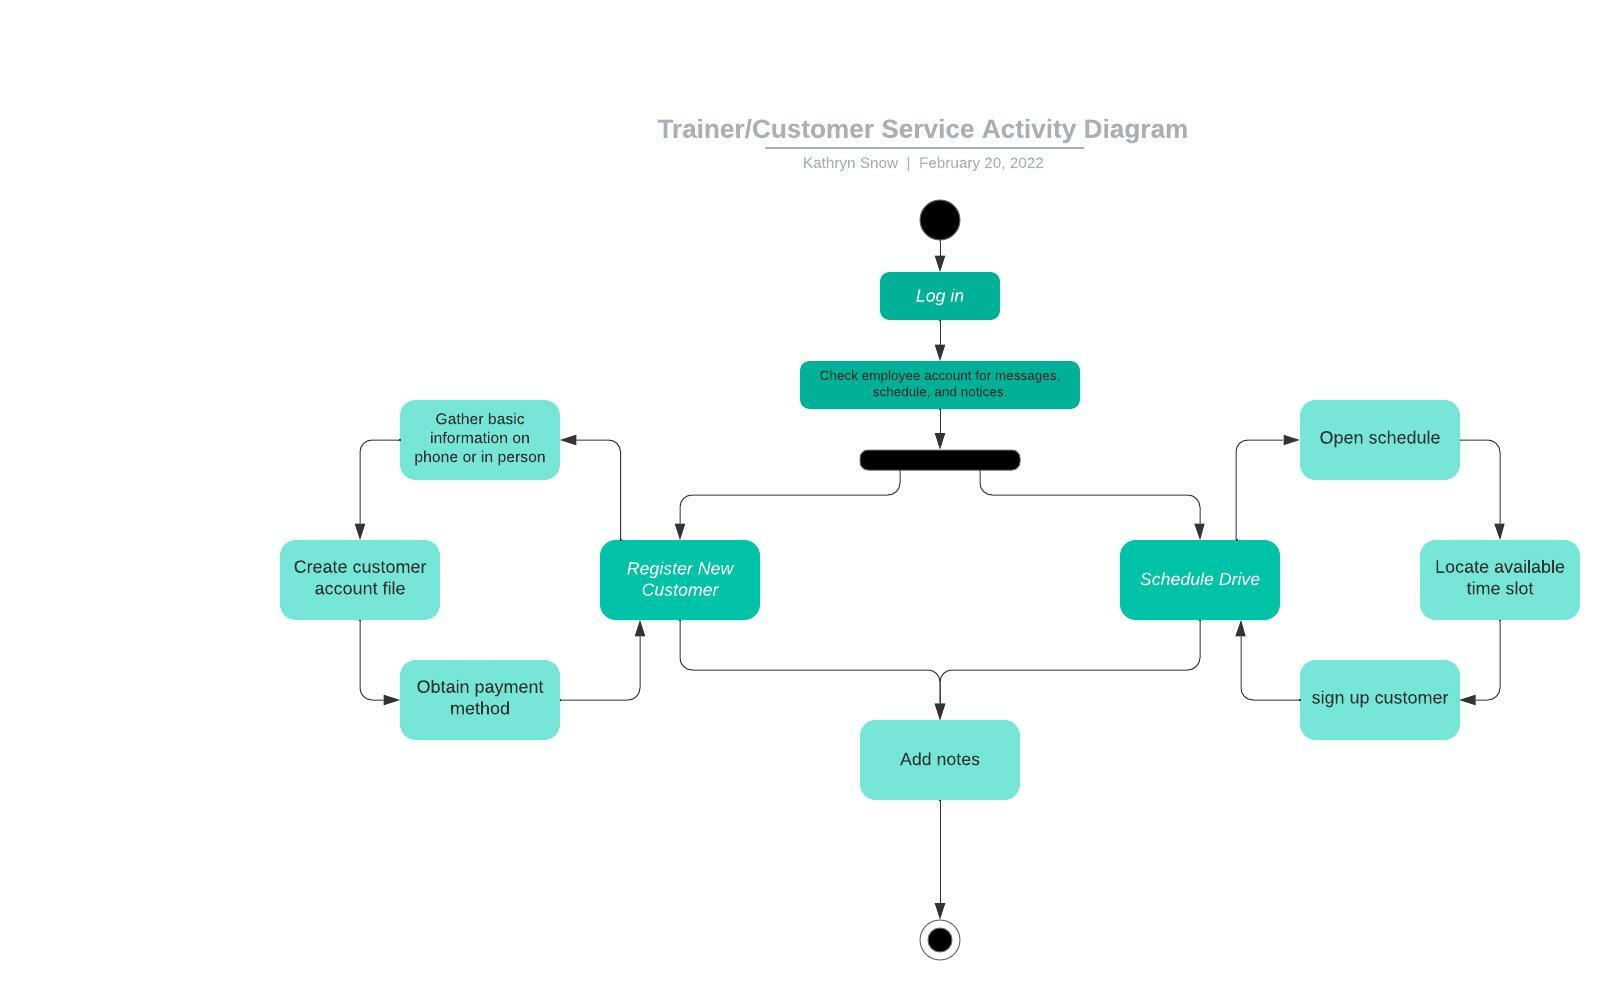 Trainer/Customer Service Activity Diagram
Kathryn Snow | February 20, 2022
Log in
Check employee account for messages,
schedule, and notices.
Gather basic
information on
phone or in person
Open schedule
Create customer
account file
Register New
Customer
Schedule Drive
Locate available
time slot
Obtain payment
method
sign up customer
Add notes